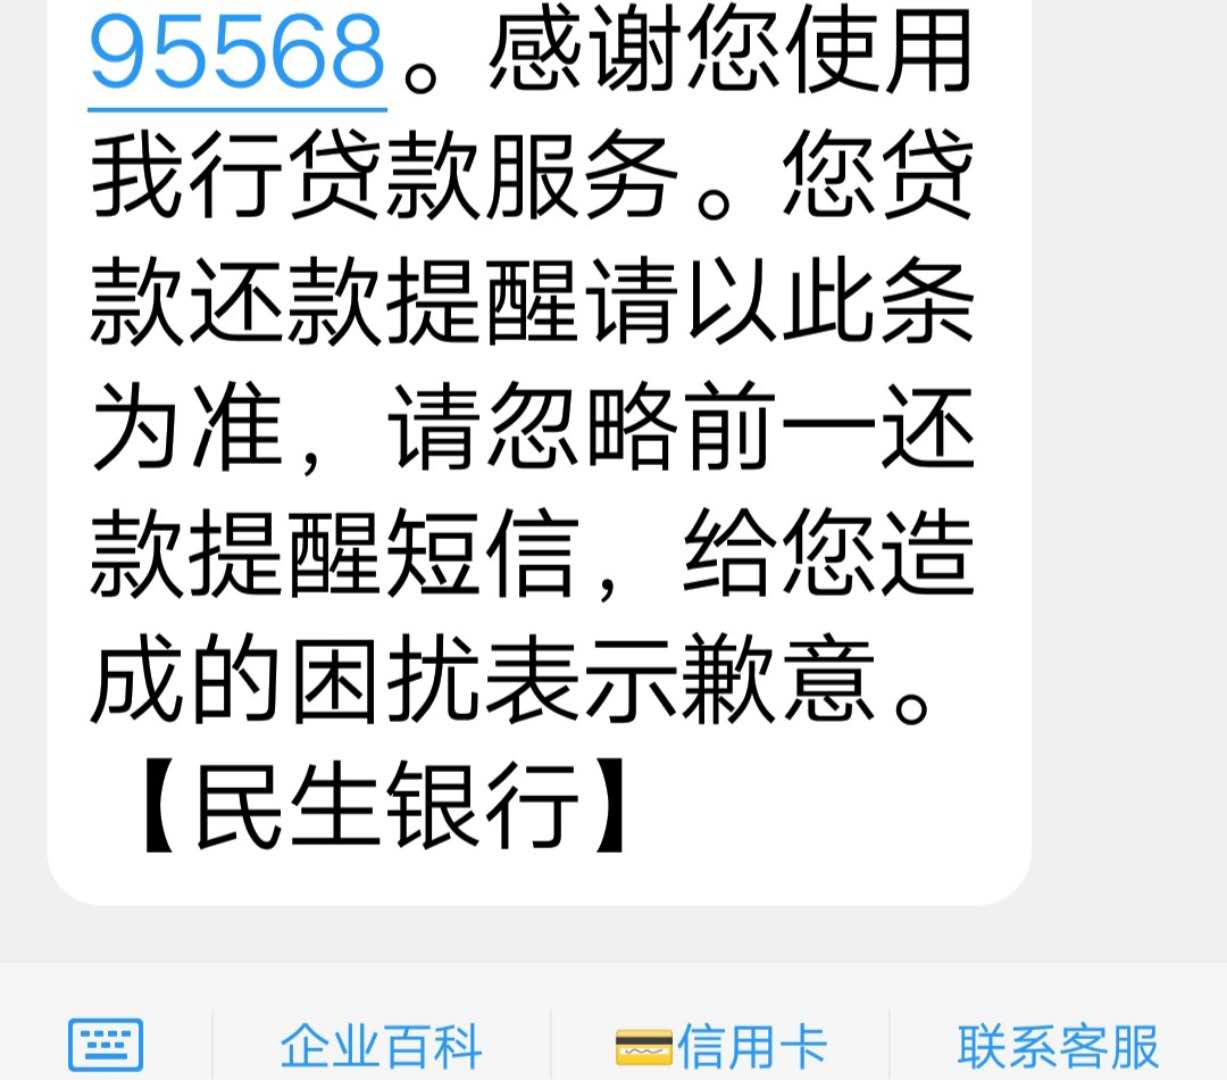 95568。感谢您使用
我行贷款服务。您贷
款还款提醒请以此条
为准，请忽略前一还
款提醒短信，给您造
成的困扰表示歉意。
【民生银行】
企业百科 信用卡 联系客服